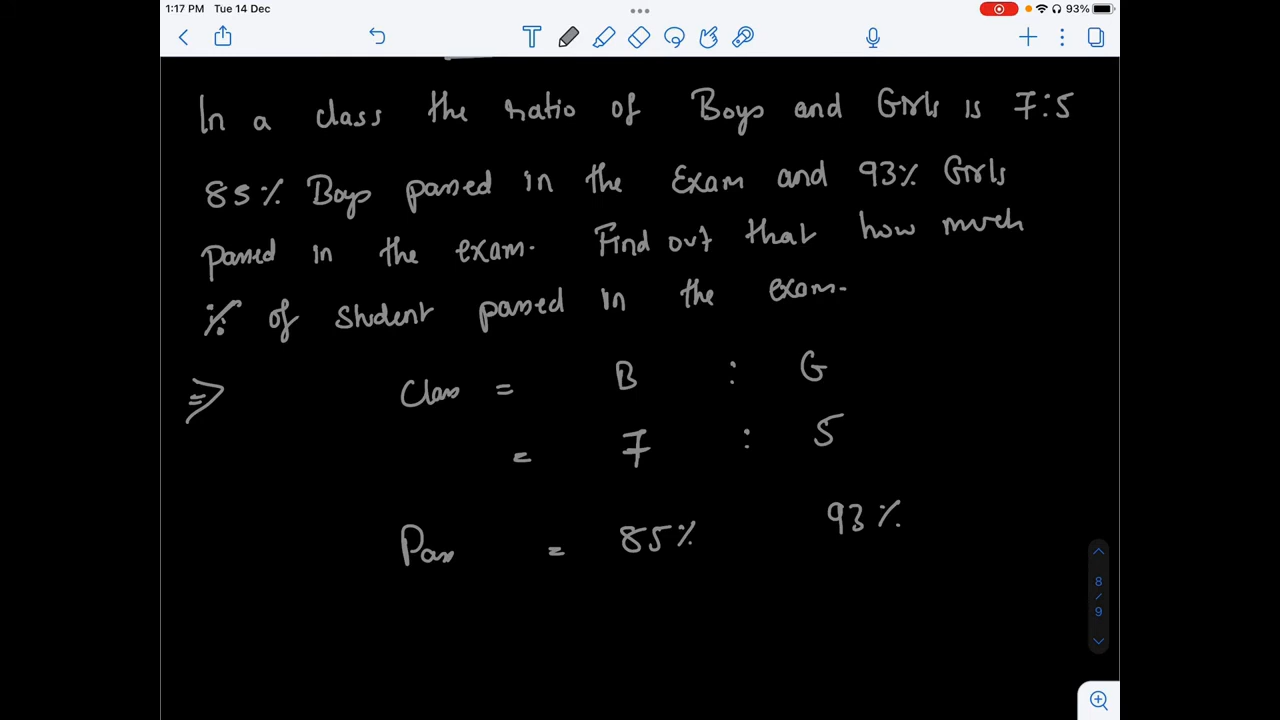 1:17 PM Tue 14 Dec
93%
In a class the ratio of Boys and Girls is 7:5
85% Boys passed in the Exam and 93% Girls
passed in the exam. Find out that how much
% of student passed in the exam.
⇒ Class = B : G
= 7 : 5
Pass = 85% 93%
8
/
9